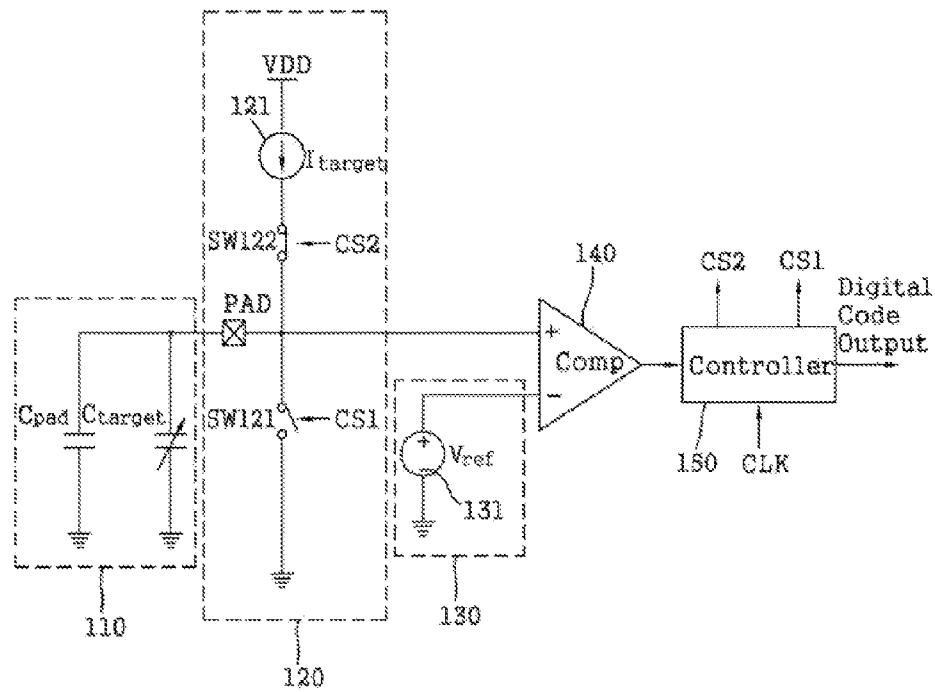 VDD
121
I target
SW122
CS2
PAD
140
CS2
CS1
Digital
Code
Output
+
Comp
−
Controller
Cpad
Ctarget
SW121
CS1
+
−
Vref
131
150
CLK
110
130
120